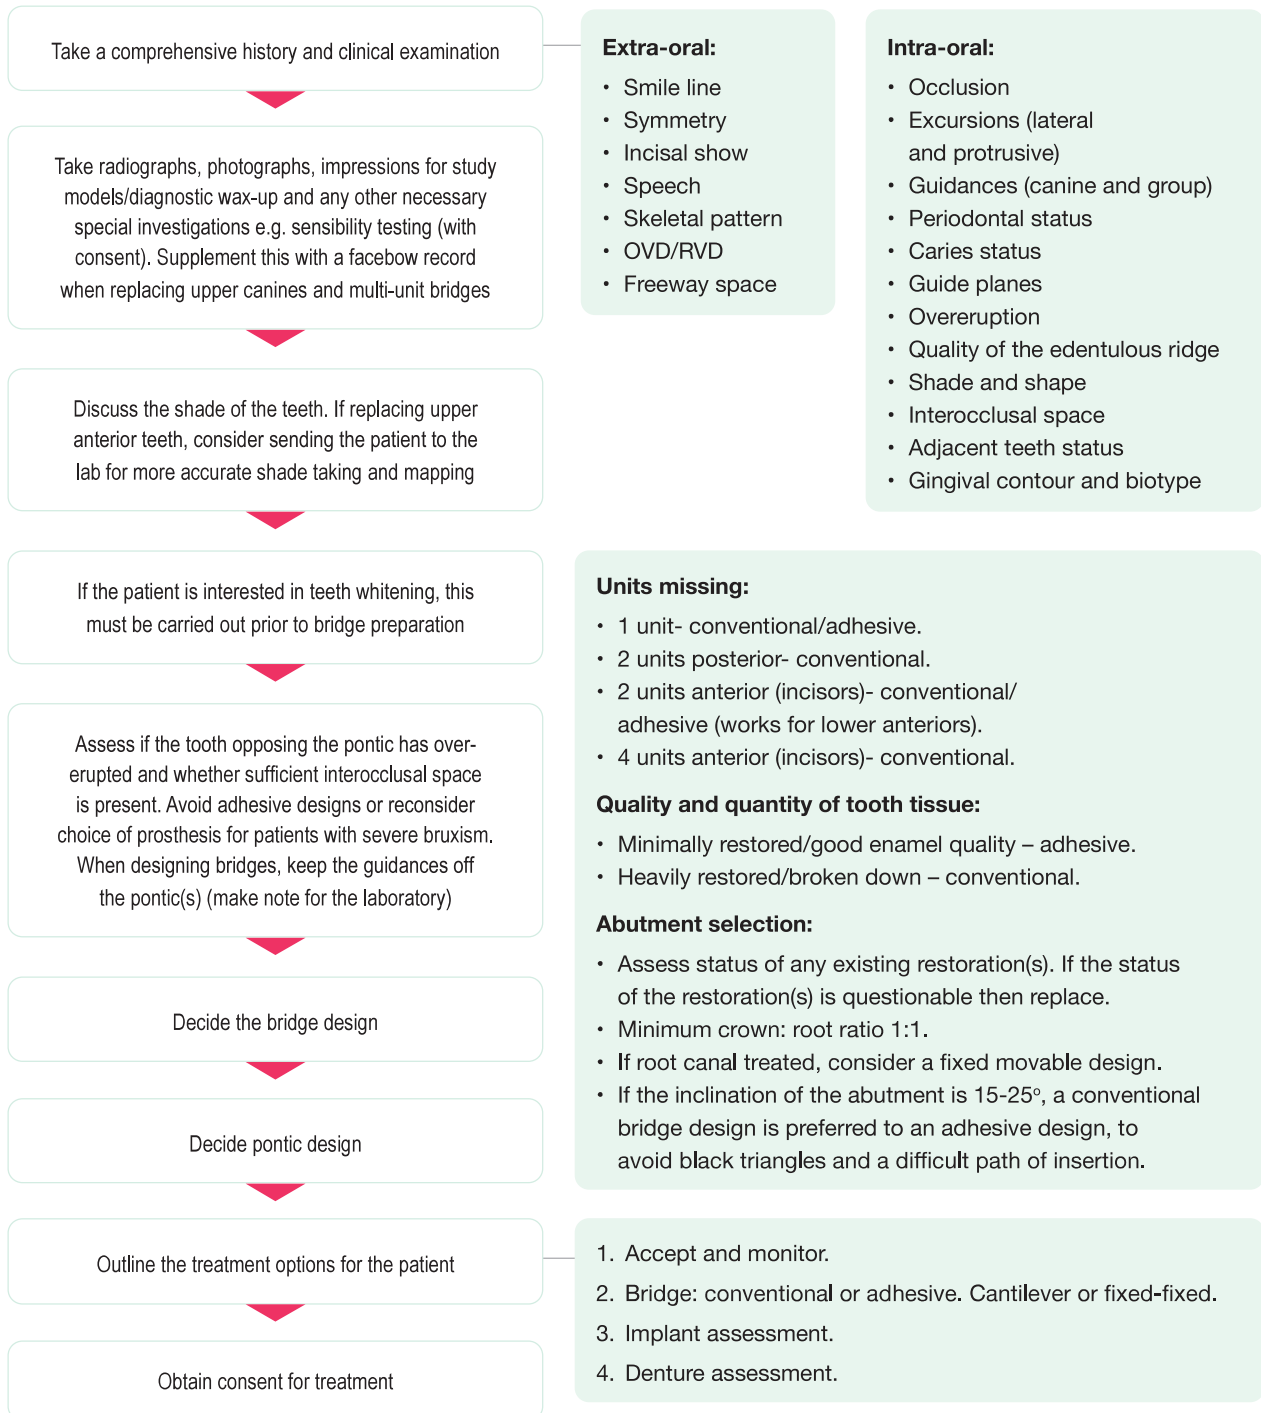 Take a comprehensive history and clinical examination
Extra-oral:
• Smile line
• Symmetry
• Incisal show
• Speech
• Skeletal pattern
• OVD/RVD
• Freeway space
Intra-oral:
• Occlusion
• Excursions (lateral
and protrusive)
• Guidances (canine and group)
• Periodontal status
• Caries status
• Guide planes
• Overeruption
• Quality of the edentulous ridge
• Shade and shape
• Interocclusal space
• Adjacent teeth status
• Gingival contour and biotype
Take radiographs, photographs, impressions for study
models/diagnostic wax-up and any other necessary
special investigations e.g. sensibility testing (with
consent). Supplement this with a facebow record
when replacing upper canines and multi-unit bridges
Discuss the shade of the teeth. If replacing upper
anterior teeth, consider sending the patient to the
lab for more accurate shade taking and mapping
If the patient is interested in teeth whitening, this
must be carried out prior to bridge preparation
Assess if the tooth opposing the pontic has over-
erupted and whether sufficient interocclusal space
is present. Avoid adhesive designs or reconsider
choice of prosthesis for patients with severe bruxism.
When designing bridges, keep the guidances off
the pontic(s) (make note for the laboratory)
Decide the bridge design
Decide pontic design
Units missing:
• 1 unit- conventional/adhesive.
• 2 units posterior- conventional.
• 2 units anterior (incisors)- conventional/
adhesive (works for lower anteriors).
• 4 units anterior (incisors)- conventional.
Quality and quantity of tooth tissue:
• Minimally restored/good enamel quality – adhesive.
• Heavily restored/broken down – conventional.
Abutment selection:
• Assess status of any existing restoration(s). If the status
of the restoration(s) is questionable then replace.
• Minimum crown: root ratio 1:1.
• If root canal treated, consider a fixed movable design.
• If the inclination of the abutment is 15-25°, a conventional
bridge design is preferred to an adhesive design, to
avoid black triangles and a difficult path of insertion.
Outline the treatment options for the patient
1. Accept and monitor.
2. Bridge: conventional or adhesive. Cantilever or fixed-fixed.
3. Implant assessment.
4. Denture assessment.
Obtain consent for treatment